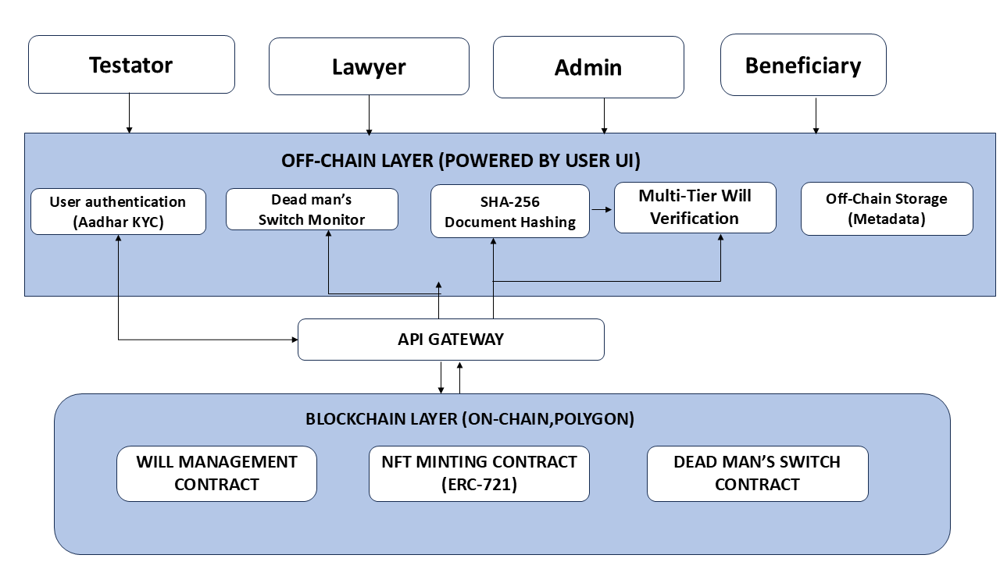 Testator
Lawyer
Admin
Beneficiary
OFF-CHAIN LAYER (POWERED BY USER UI)
User authentication
(Aadhar KYC)
Dead man’s
Switch Monitor
SHA-256
Document Hashing
Multi-Tier Will
Verification
Off-Chain Storage
(Metadata)
API GATEWAY
BLOCKCHAIN LAYER (ON-CHAIN,POLYGON)
WILL MANAGEMENT
CONTRACT
NFT MINTING CONTRACT
(ERC-721)
DEAD MAN’S SWITCH
CONTRACT